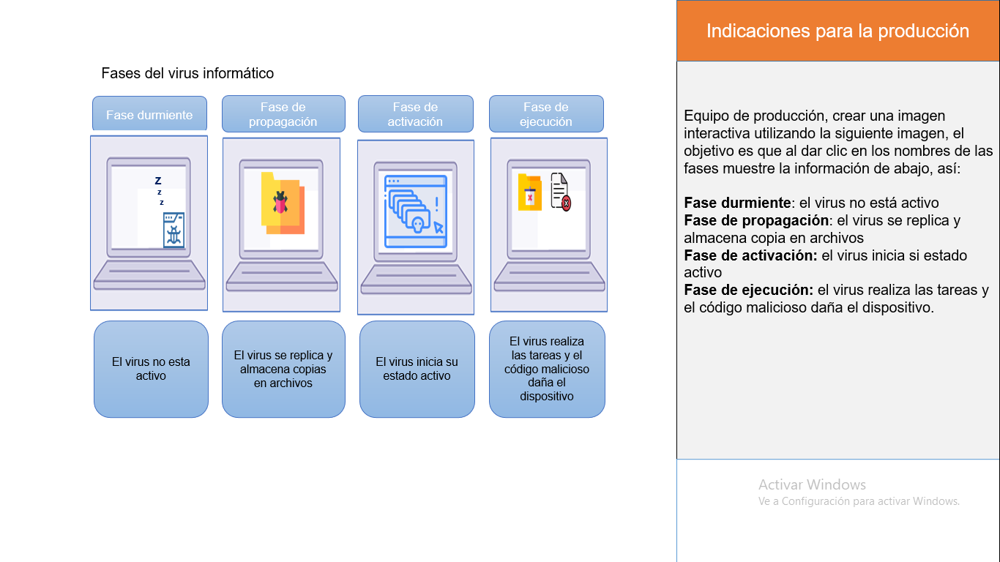 Fases del virus informático
Fase durmiente
Fase de
propagación
Fase de
activación
Fase de
ejecución
z
z
z
El virus no esta
activo
El virus se replica y
almacena copias
en archivos
El virus inicia su
estado activo
El virus realiza
las tareas y el
código malicioso
daña el
dispositivo
Indicaciones para la producción
Equipo de producción, crear una imagen
interactiva utilizando la siguiente imagen, el
objetivo es que al dar clic en los nombres de las
fases muestre la información de abajo, así:
Fase durmiente: el virus no está activo
Fase de propagación: el virus se replica y
almacena copia en archivos
Fase de activación: el virus inicia si estado
activo
Fase de ejecución: el virus realiza las tareas y
el código malicioso daña el dispositivo.
Activar Windows
Ve a Configuración para activar Windows.